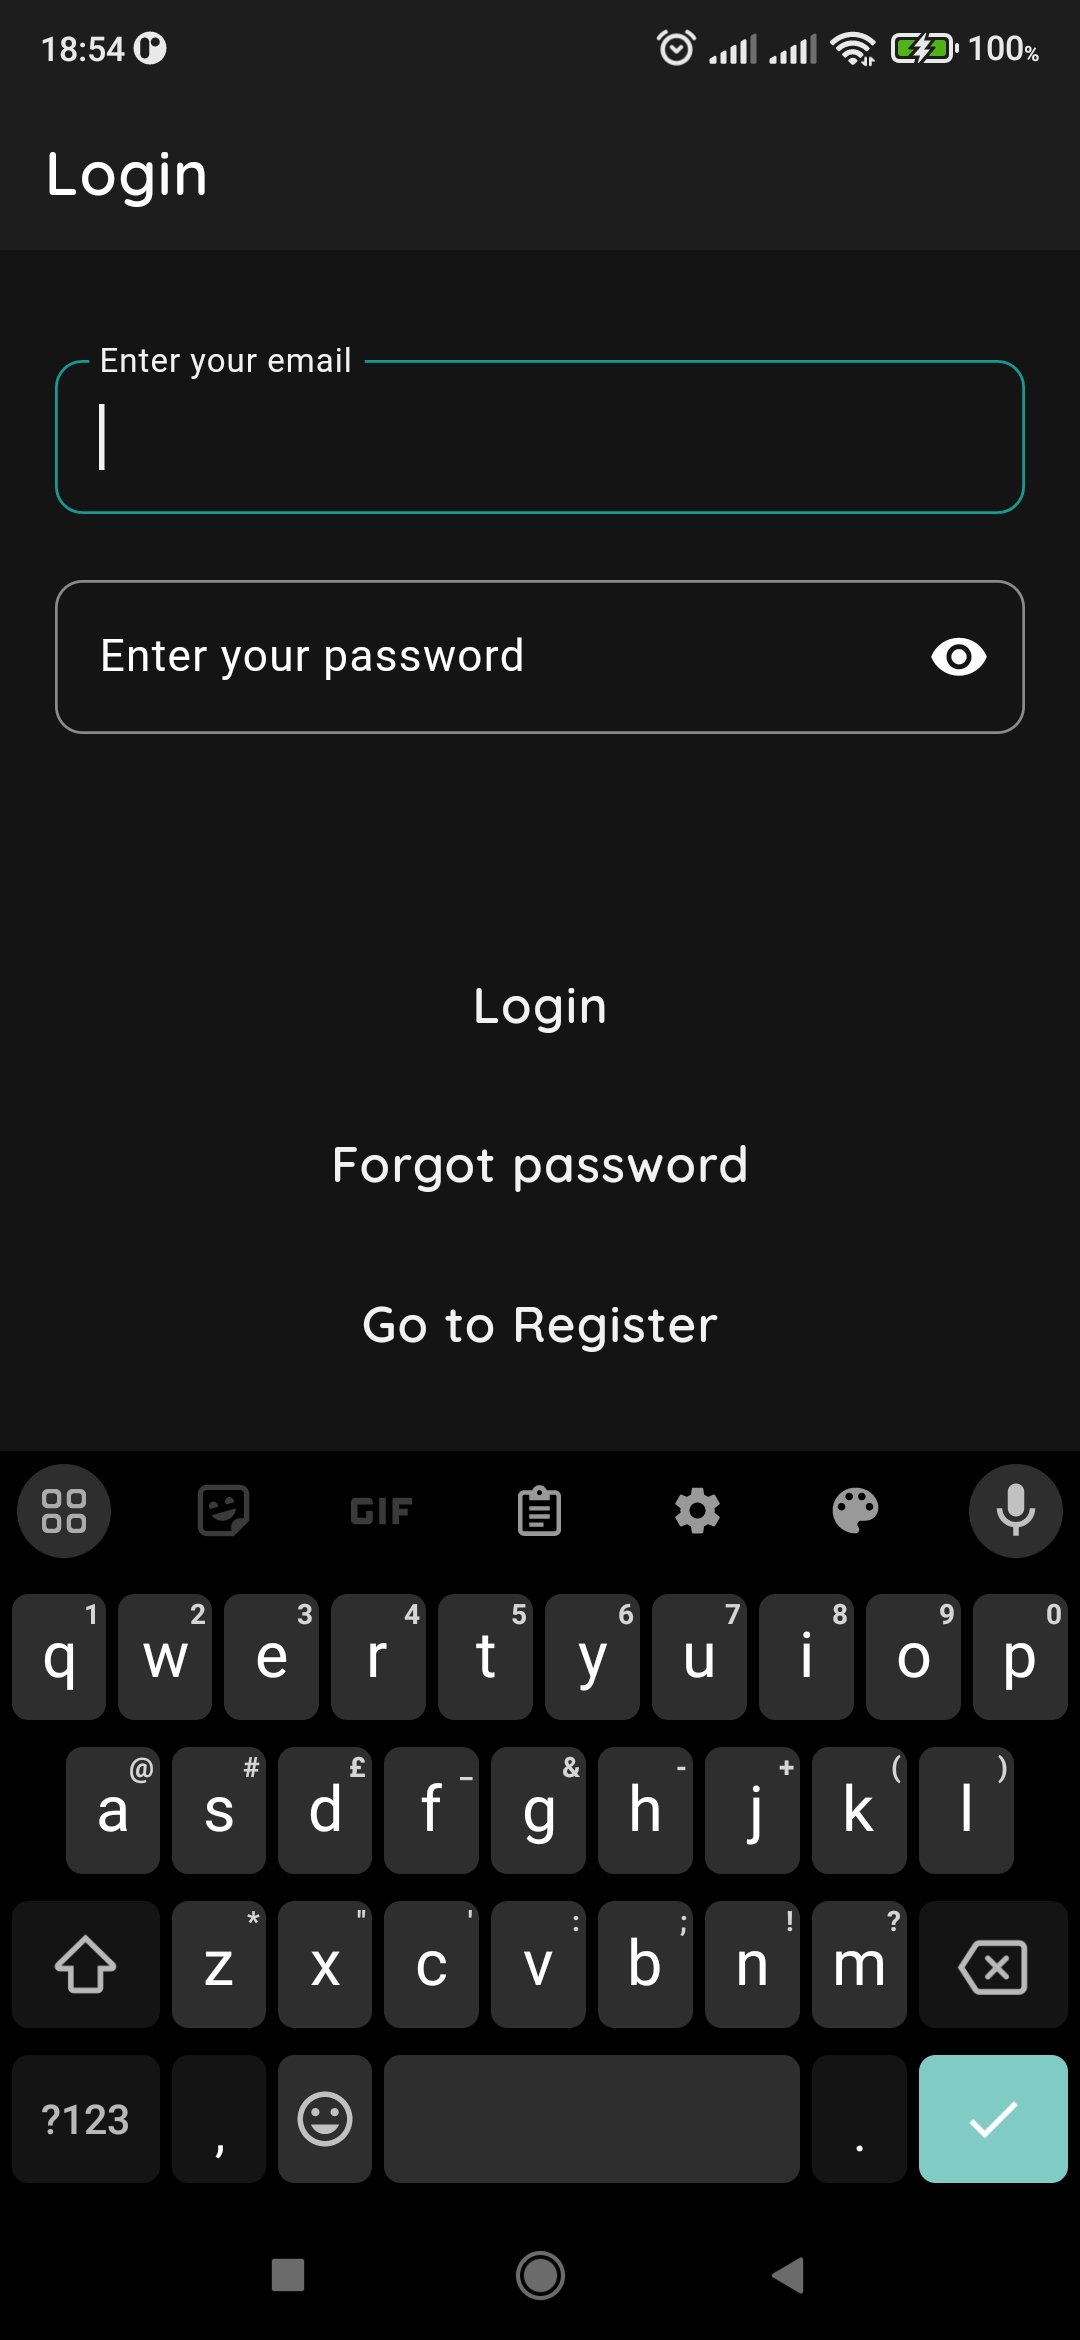 18:54 100%
Login
Enter your email
Enter your password
Login
Forgot password
Go to Register
GIF
1 2 3 4 5 6 7 8 9 0
q w e r t y u i o p
@ # £ _ & - + ( )
a s d f g h j k l
* " ' : ; ! ?
z x c v b n m
?123 , .